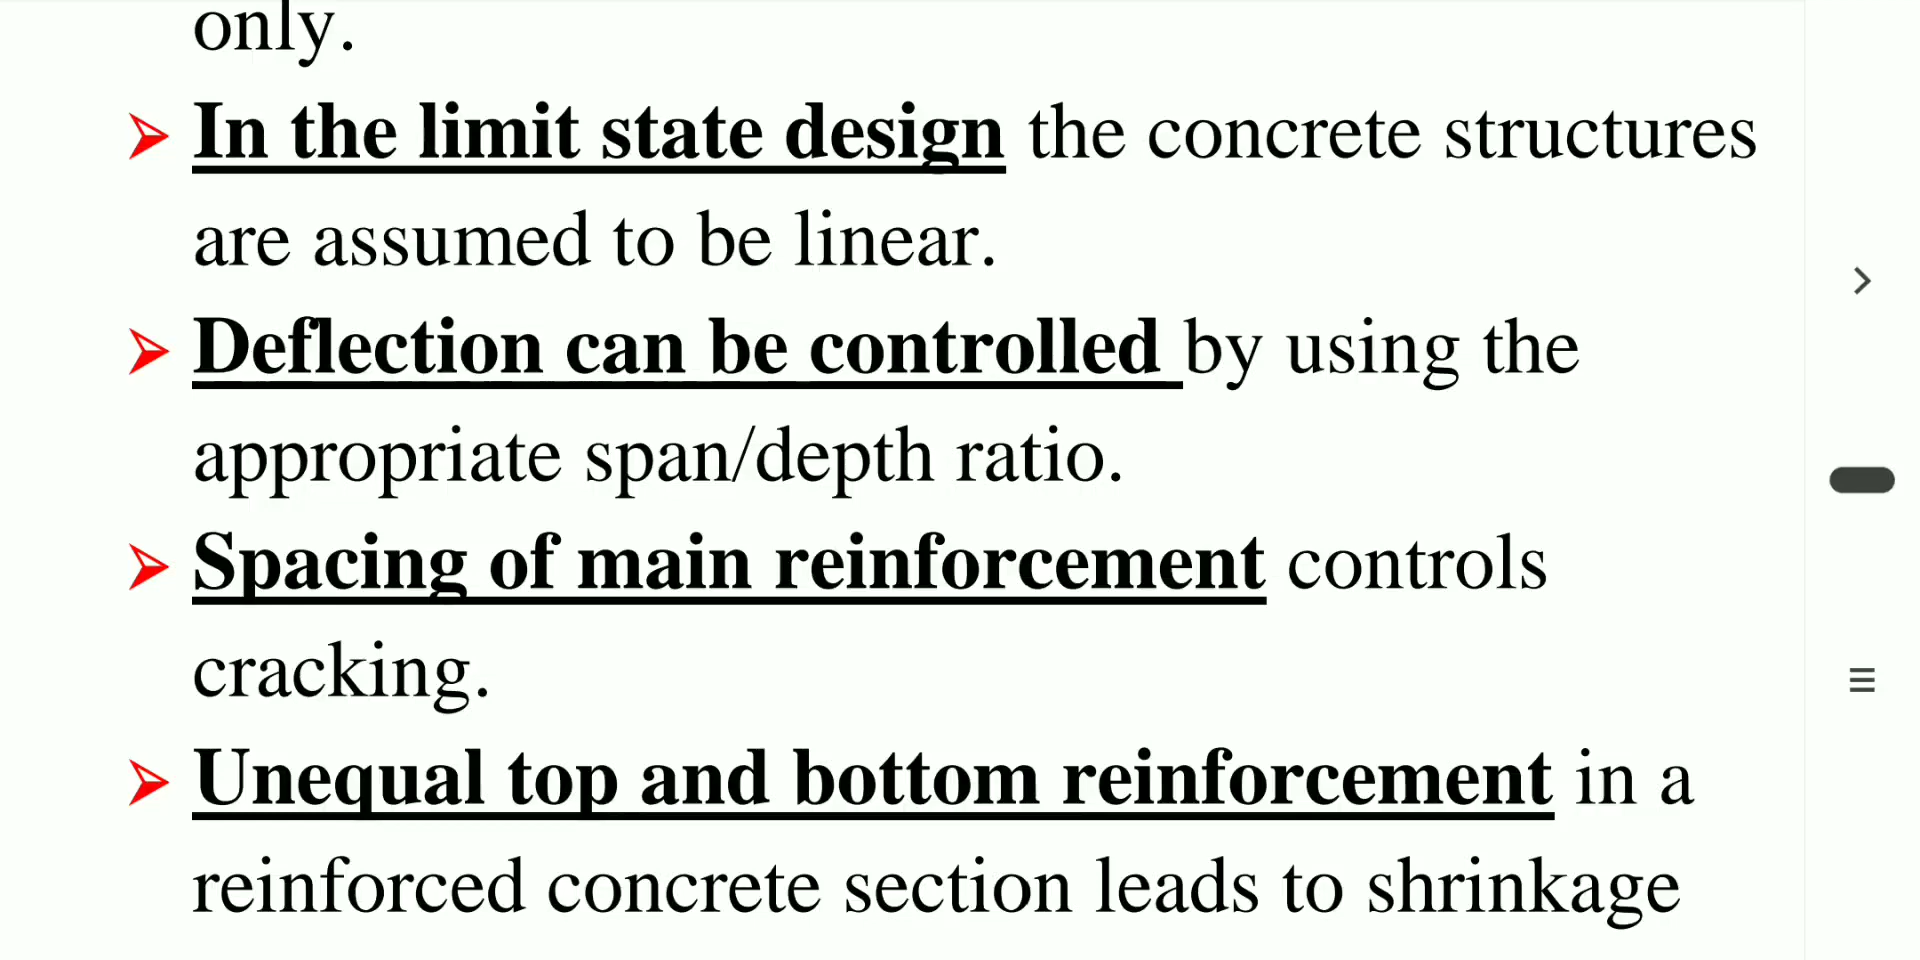 only.
In the limit state design the concrete structures
are assumed to be linear.
Deflection can be controlled by using the
appropriate span/depth ratio.
Spacing of main reinforcement controls
cracking.
Unequal top and bottom reinforcement in a
reinforced concrete section leads to shrinkage